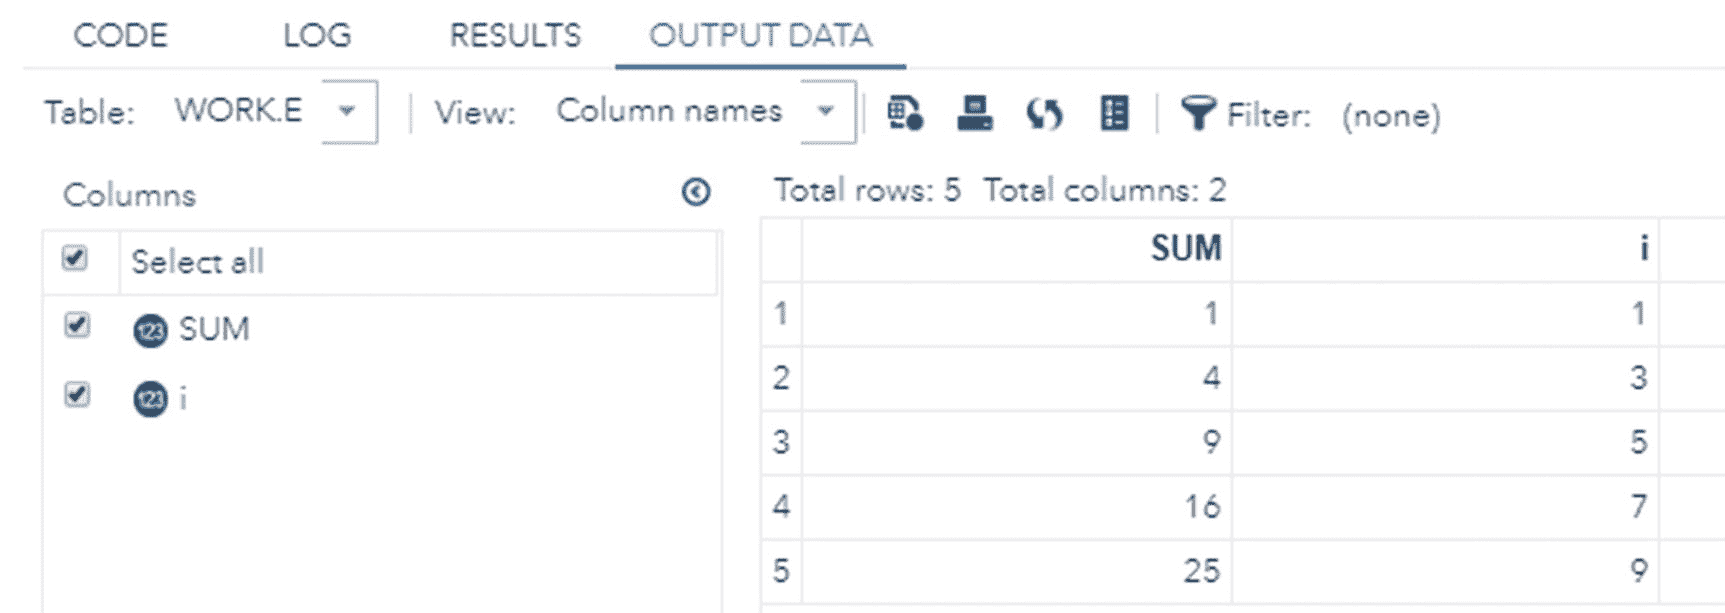 CODE LOG RESULTS OUTPUT DATA
Table: WORK.E View: Column names Filter: (none)
Columns
Total rows: 5 Total columns: 2
Select all
123 SUM
123 i
SUM i
1 1 1
2 4 3
3 9 5
4 16 7
5 25 9